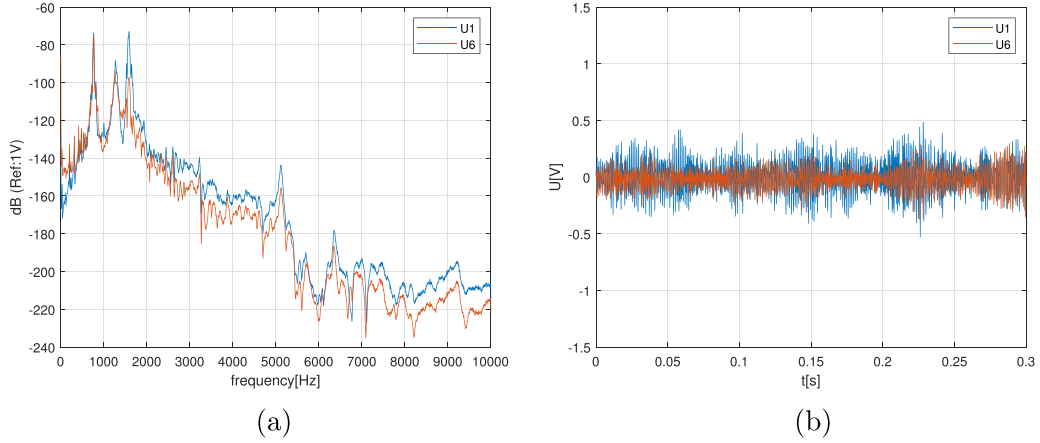 -60
-80
-100
-120
-140
-160
-180
-200
-220
-240
dB (Ref:1V)
0 1000 2000 3000 4000 5000 6000 7000 8000 9000 10000
frequency[Hz]
U1
U6
(a)
1.5
1
0.5
0
-0.5
-1
-1.5
U[V]
0 0.05 0.1 0.15 0.2 0.25 0.3
t[s]
U1
U6
(b)